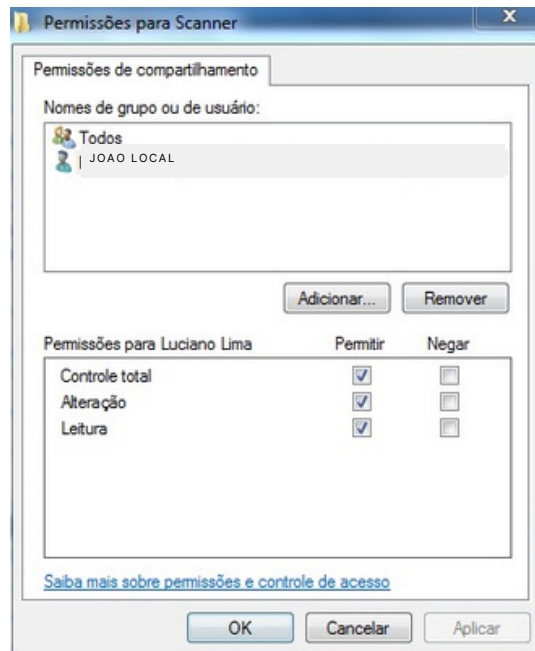 Permissões para Scanner
X
Permissões de compartilhamento
Nomes de grupo ou de usuário:
Todos
JOAO LOCAL
Adicionar... Remover
Permissões para Luciano Lima Permitir Negar
Controle total
Alteração
Leitura
Saiba mais sobre permissões e controle de acesso
OK Cancelar Aplicar